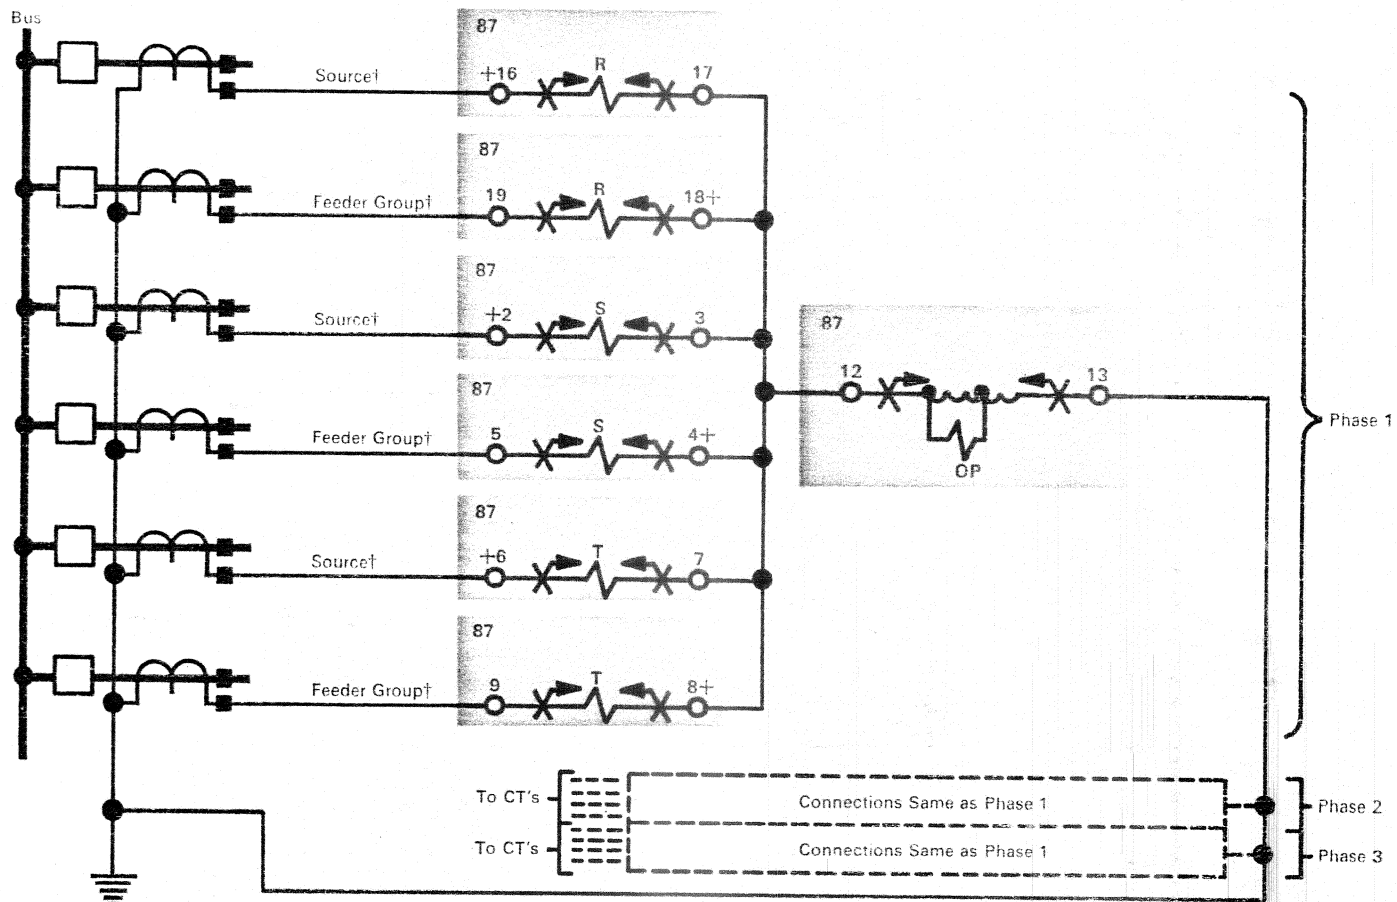 Bus
87
Source† +16 R 17
87
Feeder Group† 19 R 18+
87
Source† +2 S 3
87
12 13
OP
87
Feeder Group† 5 S 4+
Phase 1
87
Source† +6 T 7
87
Feeder Group† 9 T 8+
To CT's Connections Same as Phase 1 Phase 2
To CT's Connections Same as Phase 1 Phase 3